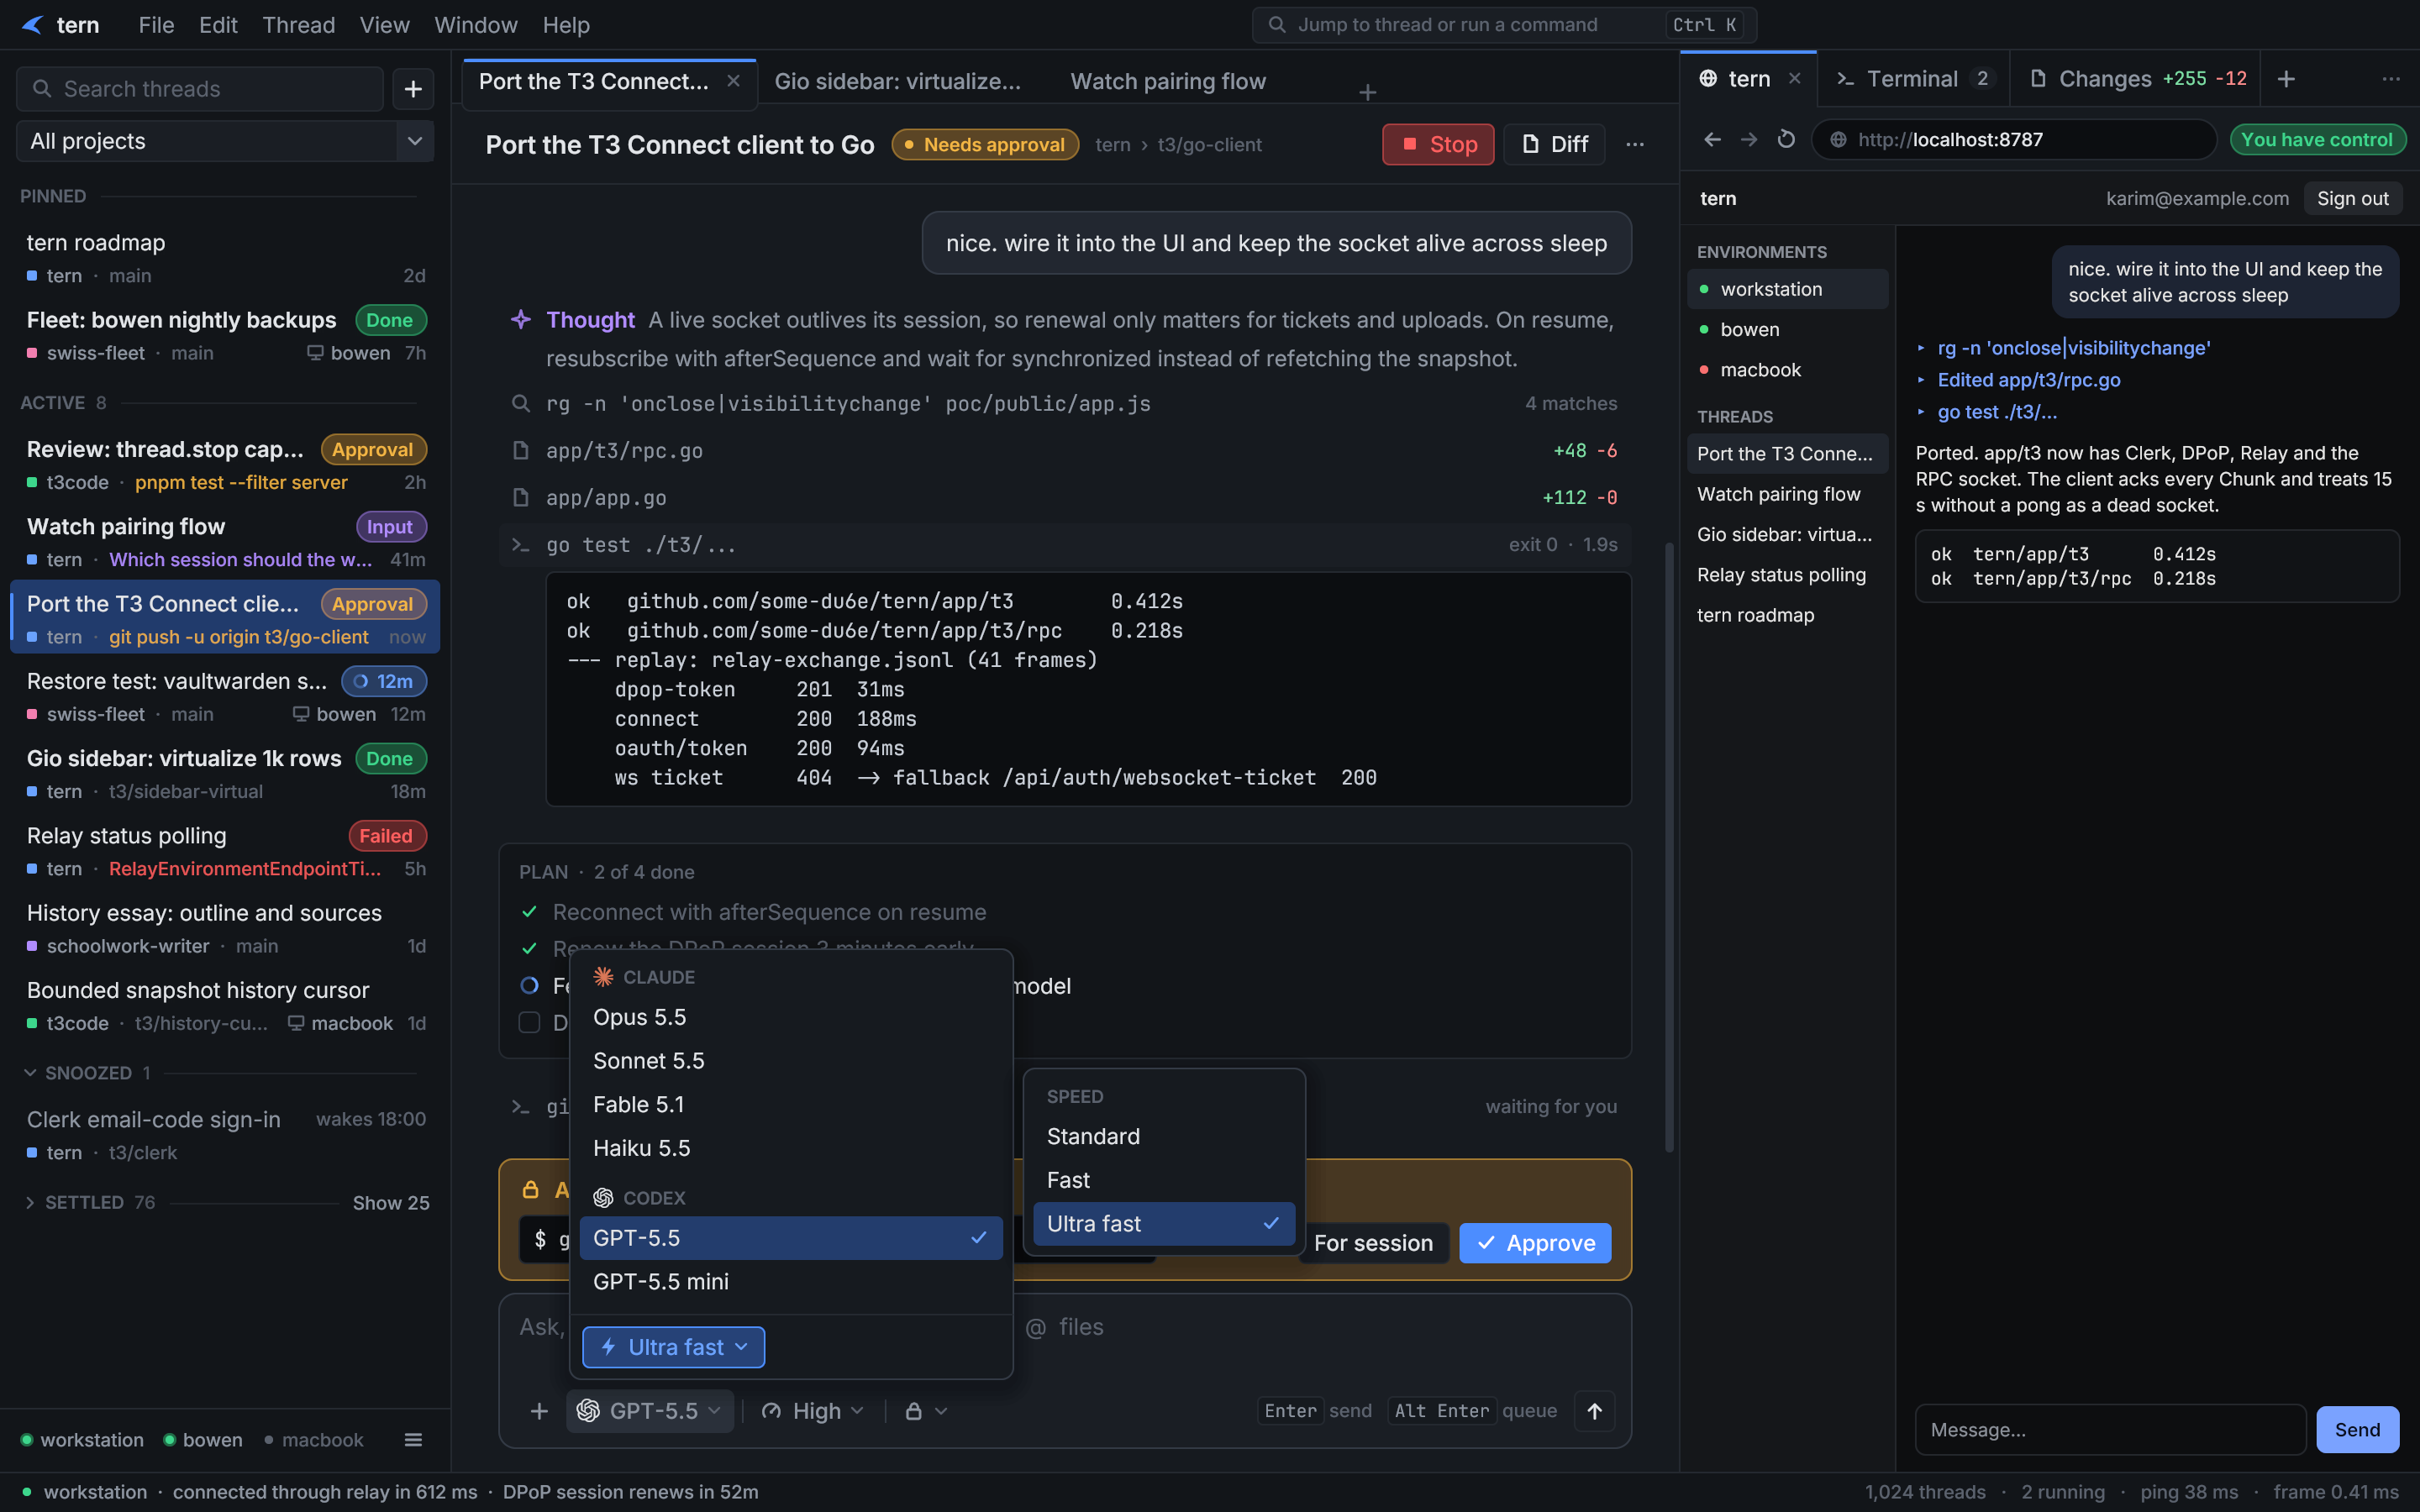 tern File Edit Thread View Window Help
Jump to thread or run a command Ctrl K
Search threads
All projects
PINNED
tern roadmap
tern · main 2d
Fleet: bowen nightly backups Done
swiss-fleet · main bowen 7h
ACTIVE 8
Review: thread.stop cap... Approval
t3code · pnpm test --filter server 2h
Watch pairing flow Input
tern · Which session should the w... 41m
Port the T3 Connect clie... Approval
tern · git push -u origin t3/go-client now
Restore test: vaultwarden s... 12m
swiss-fleet · main bowen 12m
Gio sidebar: virtualize 1k rows Done
tern · t3/sidebar-virtual 18m
Relay status polling Failed
tern · RelayEnvironmentEndpointTi... 5h
History essay: outline and sources
schoolwork-writer · main 1d
Bounded snapshot history cursor
t3code · t3/history-cu... macbook 1d
SNOOZED 1
Clerk email-code sign-in wakes 18:00
tern · t3/clerk
SETTLED 76 Show 25
workstation bowen macbook
Port the T3 Connect... Gio sidebar: virtualize... Watch pairing flow
Port the T3 Connect client to Go Needs approval tern › t3/go-client Stop Diff
nice. wire it into the UI and keep the socket alive across sleep
Thought A live socket outlives its session, so renewal only matters for tickets and uploads. On resume,
resubscribe with afterSequence and wait for synchronized instead of refetching the snapshot.
rg -n 'onclose|visibilitychange' poc/public/app.js 4 matches
app/t3/rpc.go +48 -6
app/app.go +112 -0
go test ./t3/... exit 0 · 1.9s
ok github.com/some-du6e/tern/app/t3 0.412s
ok github.com/some-du6e/tern/app/t3/rpc 0.218s
--- replay: relay-exchange.jsonl (41 frames)
dpop-token 201 31ms
connect 200 188ms
oauth/token 200 94ms
ws ticket 404 -> fallback /api/auth/websocket-ticket 200
PLAN · 2 of 4 done
Reconnect with afterSequence on resume
Renew the DPoP session 3 minutes early
model
gi waiting for you
CLAUDE
Opus 5.5
Sonnet 5.5
Fable 5.1
Haiku 5.5
CODEX
GPT-5.5
GPT-5.5 mini
Ultra fast
SPEED
Standard
Fast
Ultra fast
$ g For session Approve
Ask, @ files
GPT-5.5 High Enter send Alt Enter queue
tern Terminal 2 Changes +255 -12
http://localhost:8787 You have control
tern karim@example.com Sign out
ENVIRONMENTS
workstation
bowen
macbook
THREADS
Port the T3 Conne...
Watch pairing flow
Gio sidebar: virtua...
Relay status polling
tern roadmap
nice. wire it into the UI and keep the
socket alive across sleep
rg -n 'onclose|visibilitychange'
Edited app/t3/rpc.go
go test ./t3/...
Ported. app/t3 now has Clerk, DPoP, Relay and the
RPC socket. The client acks every Chunk and treats 15
s without a pong as a dead socket.
ok tern/app/t3 0.412s
ok tern/app/t3/rpc 0.218s
Message... Send
workstation · connected through relay in 612 ms · DPoP session renews in 52m
1,024 threads · 2 running · ping 38 ms · frame 0.41 ms